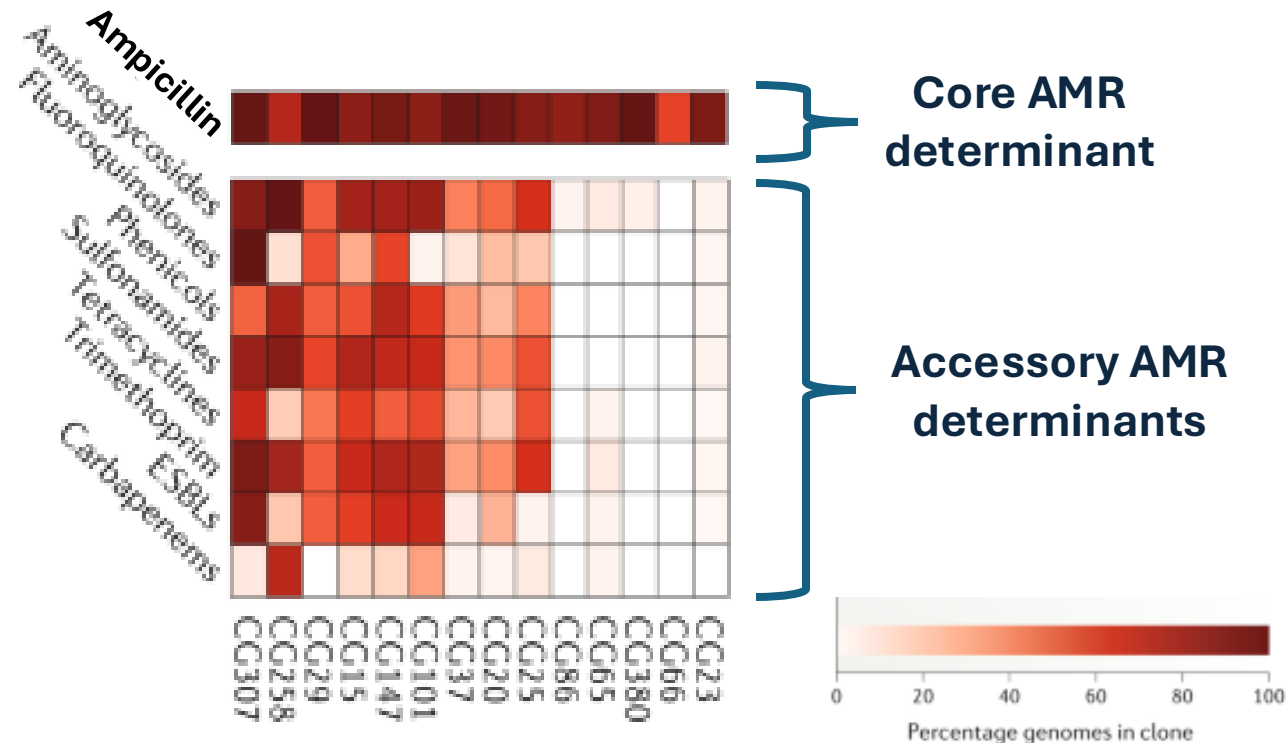 Ampicillin
Aminoglycosides
Fluoroquinolones
Phenicols
Sulfonamides
Tetracyclines
Trimethoprim
ESBLs
Carbapenems
Core AMR
determinant
Accessory AMR
determinants
CG307
CG258
CG29
CG15
CG147
CG101
CG37
CG20
CG25
CG86
CG65
CG380
CG66
CG23
0 20 40 60 80 100
Percentage genomes in clone